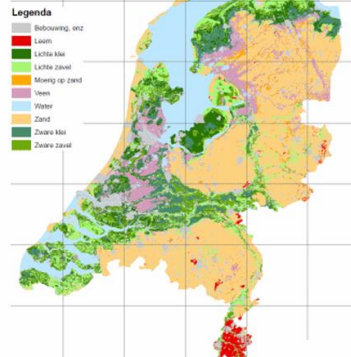 Legenda
Bebouwing, enz
Leem
Lichte klei
Lichte zavel
Moerig op zand
Veen
Water
Zand
Zware klei
Zware zavel